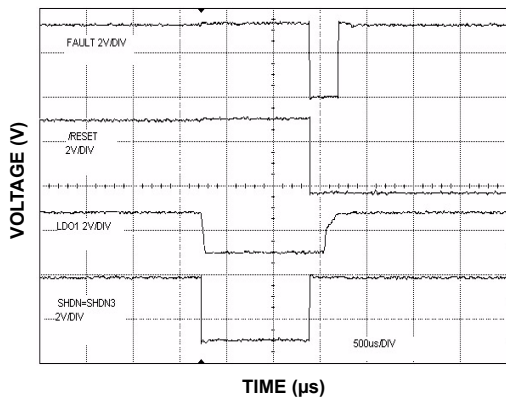 FAULT 2V/DIV
/RESET
2V/DIV
LDO1 2V/DIV
SHDN=SHDN3
2V/DIV
500us/DIV
VOLTAGE (V)
TIME (µs)